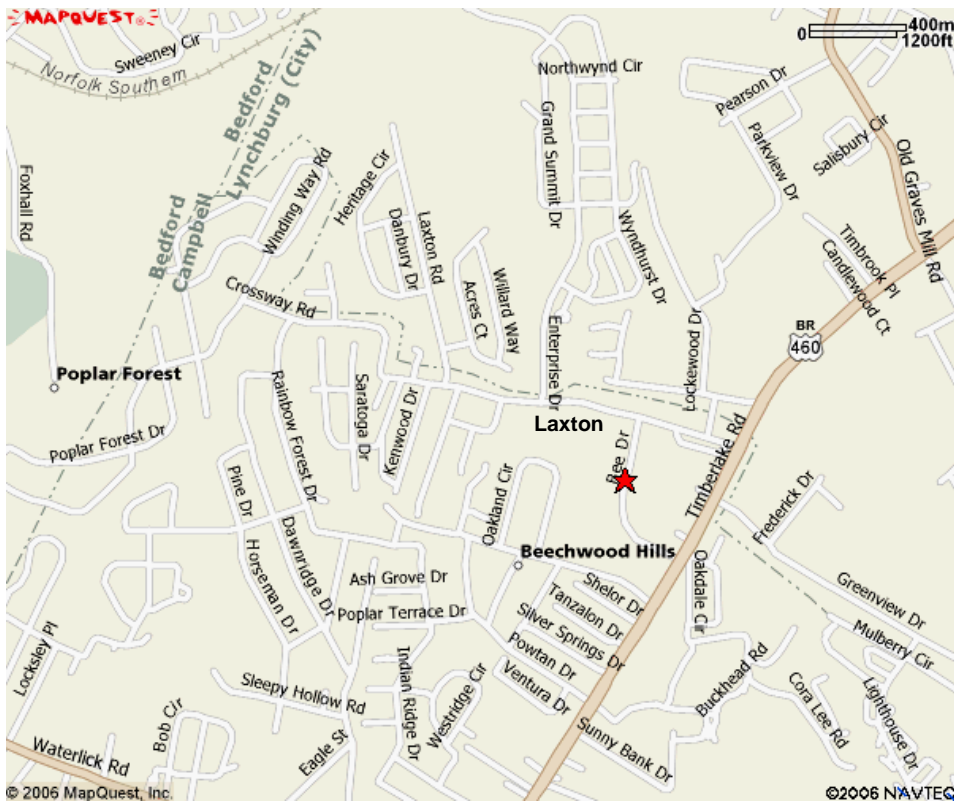 MAPQUEST
400m
0
1200ft
Sweeney Cir
Norfolk Southern
Bedford
Lynchburg (City)
Northwynd Cir
Pearson Dr
Grand Summit Dr
Parkview Dr
Salisbury Cir
Old Graves Mill Rd
Foxhall Rd
Bedford
Campbell
Winding Way Rd
Heritage Cir
Danbury Dr
Laxton Rd
Wyndhurst Dr
Timbrook Pl
Candlewood Ct
Crossway Rd
Acres Ct
Willard Way
Enterprise Dr
Lockewood Dr
BR
460
Poplar Forest
Rainbow Forest Dr
Saratoga Dr
Kenwood Dr
Laxton
Poplar Forest Dr
Bee Dr
Timberlake Rd
Pine Dr
Oakland Cir
Frederick Dr
Dawnridge Dr
Horseman Dr
Beechwood Hills
Ash Grove Dr
Shelor Dr
Oakdale Cir
Greenview Dr
Poplar Terrace Dr
Tanzalon Dr
Silver Springs Dr
Mulberry Cir
Locksley Pl
Powtan Dr
Buckhead Rd
Indian Ridge Dr
Westridge Cir
Ventura Dr
Cora Lee Rd
Lighthouse Dr
Sleepy Hollow Rd
Bob Cir
Sunny Bank Dr
Eagle St
Waterlick Rd
© 2006 MapQuest, Inc.
©2006 NAVTEQ